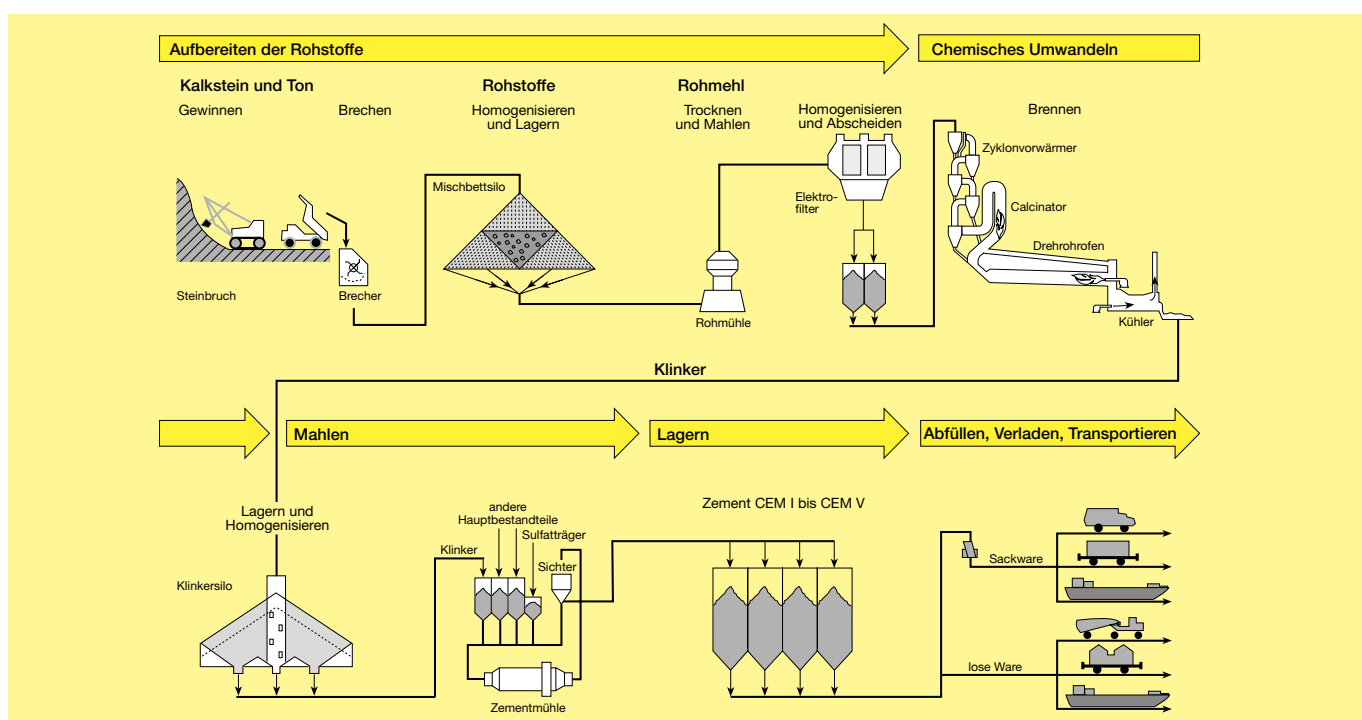 Aufbereiten der Rohstoffe
Chemisches Umwandeln
Kalkstein und Ton
Rohstoffe
Rohmehl
Gewinnen
Brechen
Homogenisieren
und Lagern
Trocknen
und Mahlen
Homogenisieren
und Abscheiden
Brennen
Zyklonvorwärmer
Mischbettsilo
Elektro-
filter
Calcinator
Drehrohrofen
Steinbruch
Brecher
Rohmühle
Kühler
Klinker
Mahlen
Lagern
Abfüllen, Verladen, Transportieren
Lagern und
Homogenisieren
andere
Hauptbestandteile
Sulfatträger
Klinker
Sichter
Zement CEM I bis CEM V
Sackware
Klinkersilo
lose Ware
Zementmühle